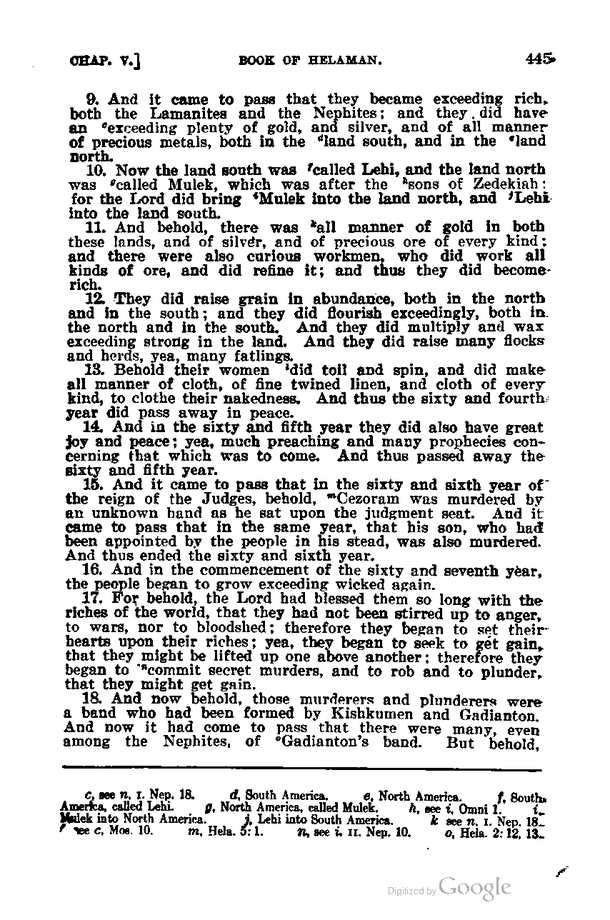 CHAP. V.] BOOK OF HELAMAN. 445
9. And it came to pass that they became exceeding rich,
both the Lamanites and the Nephites; and they did have
an ᶜexceeding plenty of gold, and silver, and of all manner
of precious metals, both in the ᵈland south, and in the ᵉland
north.
10. Now the land south was ᶠcalled Lehi, and the land north
was ᵍcalled Mulek, which was after the ʰsons of Zedekiah;
for the Lord did bring ⁱMulek into the land north, and ʲLehi
into the land south.
11. And behold, there was ᵏall manner of gold in both
these lands, and of silver, and of precious ore of every kind;
and there were also curious workmen, who did work all
kinds of ore, and did refine it; and thus they did become
rich.
12. They did raise grain in abundance, both in the north
and in the south; and they did flourish exceedingly, both in
the north and in the south. And they did multiply and wax
exceeding strong in the land. And they did raise many flocks
and herds, yea, many fatlings.
13. Behold their women ˡdid toil and spin, and did make
all manner of cloth, of fine twined linen, and cloth of every
kind, to clothe their nakedness. And thus the sixty and fourth
year did pass away in peace.
14. And in the sixty and fifth year they did also have great
joy and peace; yea, much preaching and many prophecies con-
cerning that which was to come. And thus passed away the
sixty and fifth year.
15. And it came to pass that in the sixty and sixth year of
the reign of the Judges, behold, ᵐCezoram was murdered by
an unknown hand as he sat upon the judgment seat. And it
came to pass that in the same year, that his son, who had
been appointed by the people in his stead, was also murdered.
And thus ended the sixty and sixth year.
16. And in the commencement of the sixty and seventh year,
the people began to grow exceeding wicked again.
17. For behold, the Lord had blessed them so long with the
riches of the world, that they had not been stirred up to anger,
to wars, nor to bloodshed; therefore they began to set their
hearts upon their riches; yea, they began to seek to get gain,
that they might be lifted up one above another; therefore they
began to ⁿcommit secret murders, and to rob and to plunder,
that they might get gain.
18. And now behold, those murderers and plunderers were
a band who had been formed by Kishkumen and Gadianton.
And now it had come to pass that there were many, even
among the Nephites, of ᵒGadianton's band. But behold,
c, see n, 1. Nep. 18. d, South America. e, North America. f, South
America, called Lehi. g, North America, called Mulek. h, see i, Omni 1. i,
Mulek into North America. j, Lehi into South America. k see n, 1. Nep. 18.
see c, Mos. 10. m, Hela. 5: 1. n, see i. 11. Nep. 10. o, Hela. 2: 12, 13.
Digitized by Google